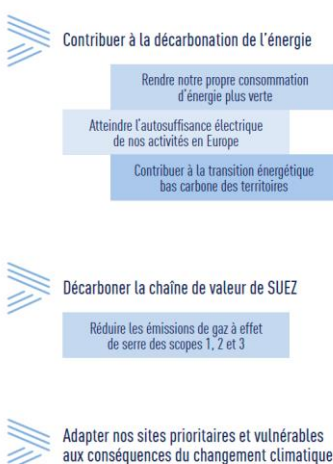 Contribuer à la décarbonation de l'énergie
Rendre notre propre consommation
d'énergie plus verte
Atteindre l'autosuffisance électrique
de nos activités en Europe
Contribuer à la transition énergétique
bas carbone des territoires
Décarboner la chaîne de valeur de SUEZ
Réduire les émissions de gaz à effet
de serre des scopes 1, 2 et 3
Adapter nos sites prioritaires et vulnérables
aux conséquences du changement climatique